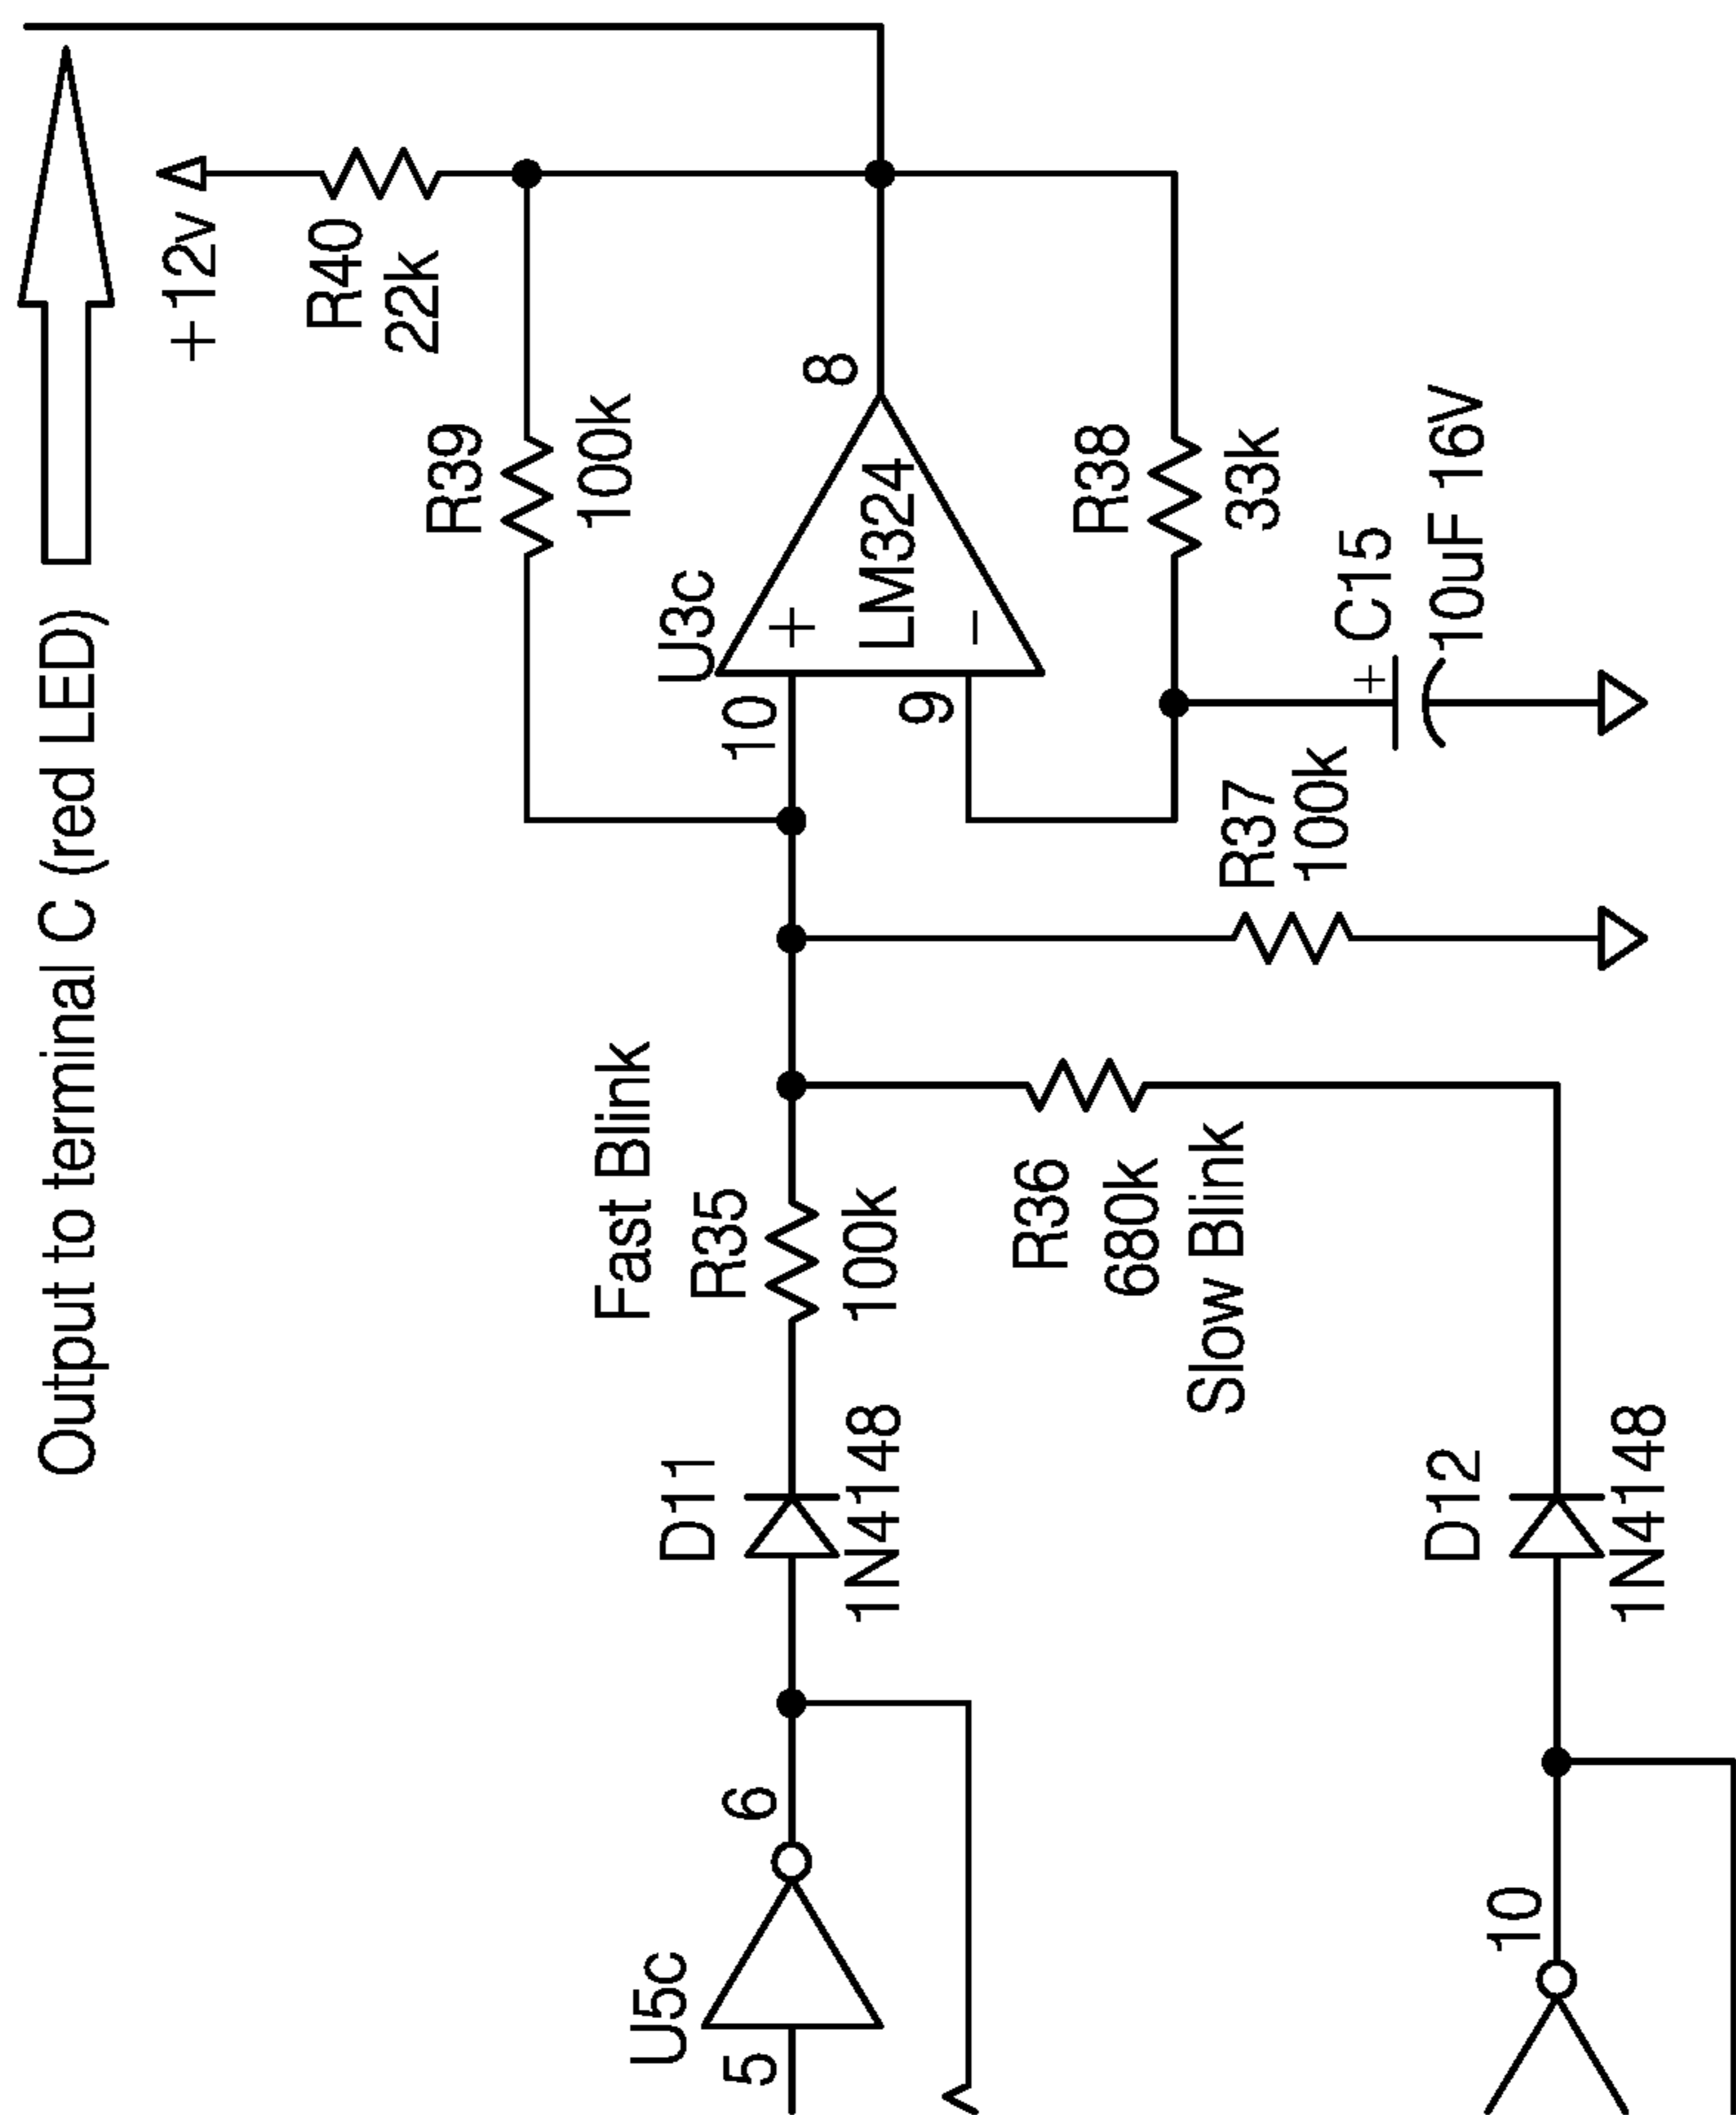 Output to terminal C (red LED)
+12v
R40
22k
R39
100k
8
U3c
+
LM324
-
10
9
R38
33k
+
C15
10uF 16V
R37
100k
Fast Blink
R35
100k
R36
680k
Slow Blink
D11
1N4148
D12
1N4148
6
U5c
5
10